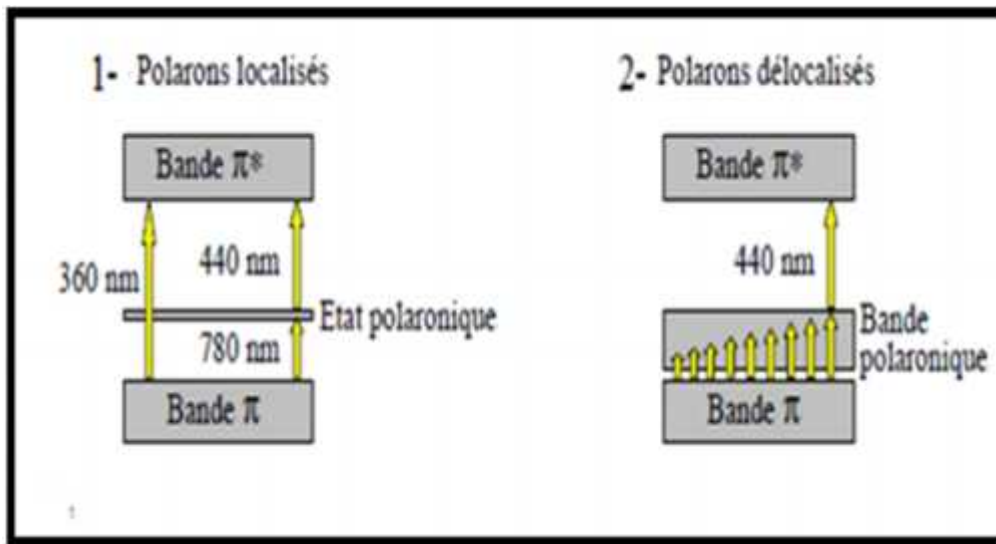 1- Polarons localisés
Bande π*
360 nm
440 nm
Etat polaronique
780 nm
Bande π
2- Polarons délocalisés
Bande π*
440 nm
Bande
polaronique
Bande π